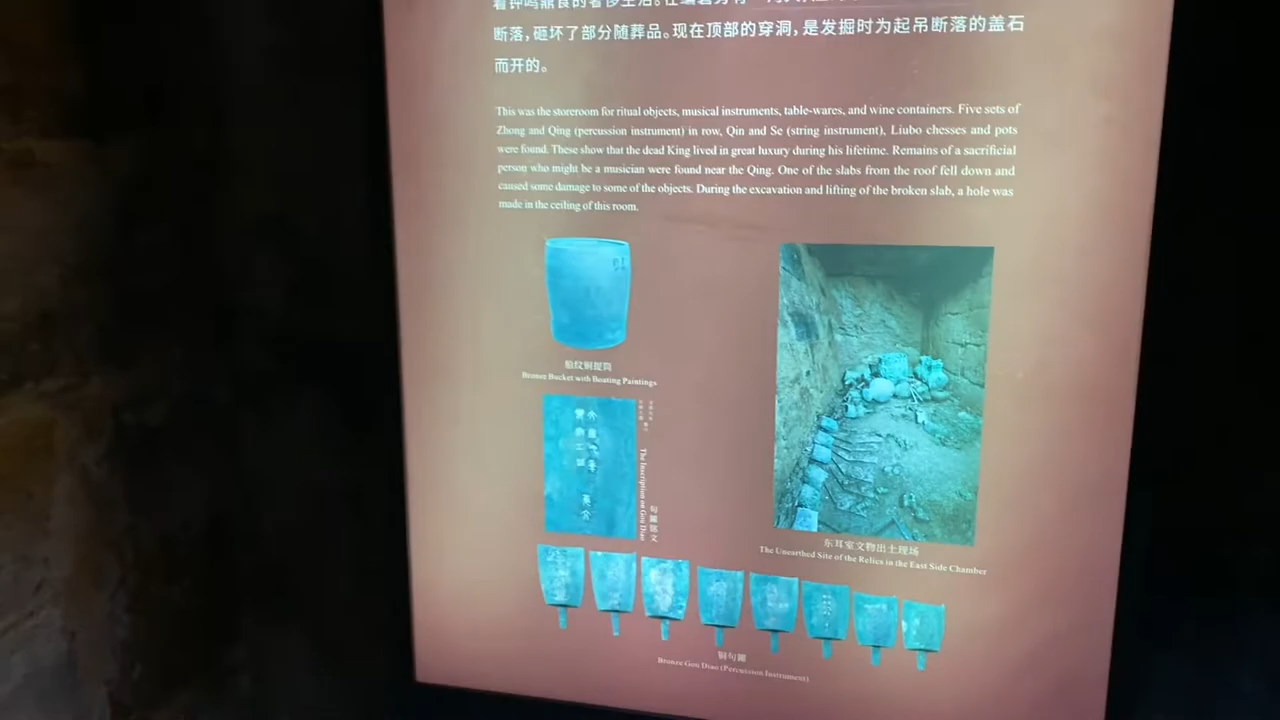 断落,砸坏了部分随葬品。现在顶部的穿洞,是发掘时为起吊断落的盖石
而开的。
This was the storeroom for ritual objects, musical instruments, table-wares, and wine containers. Five sets of
Zhong and Qing (percussion instrument) in row, Qin and Se (string instrument), Liubo chesses and pots
were found. These show that the dead King lived in great luxury during his lifetime. Remains of a sacrificial
person who might be a musician were found near the Qing. One of the slabs from the roof fell down and
caused some damage to some of the objects. During the excavation and lifting of the broken slab, a hole was
made in the ceiling of this room.
船纹铜提筒
Bronze Bucket with Boating Paintings
句鑃铭文
The Inscription on Gou Diao
东耳室文物出土现场
The Unearthed Site of the Relics in the East Side Chamber
铜句鑃
Bronze Gou Diao (Percussion Instrument)